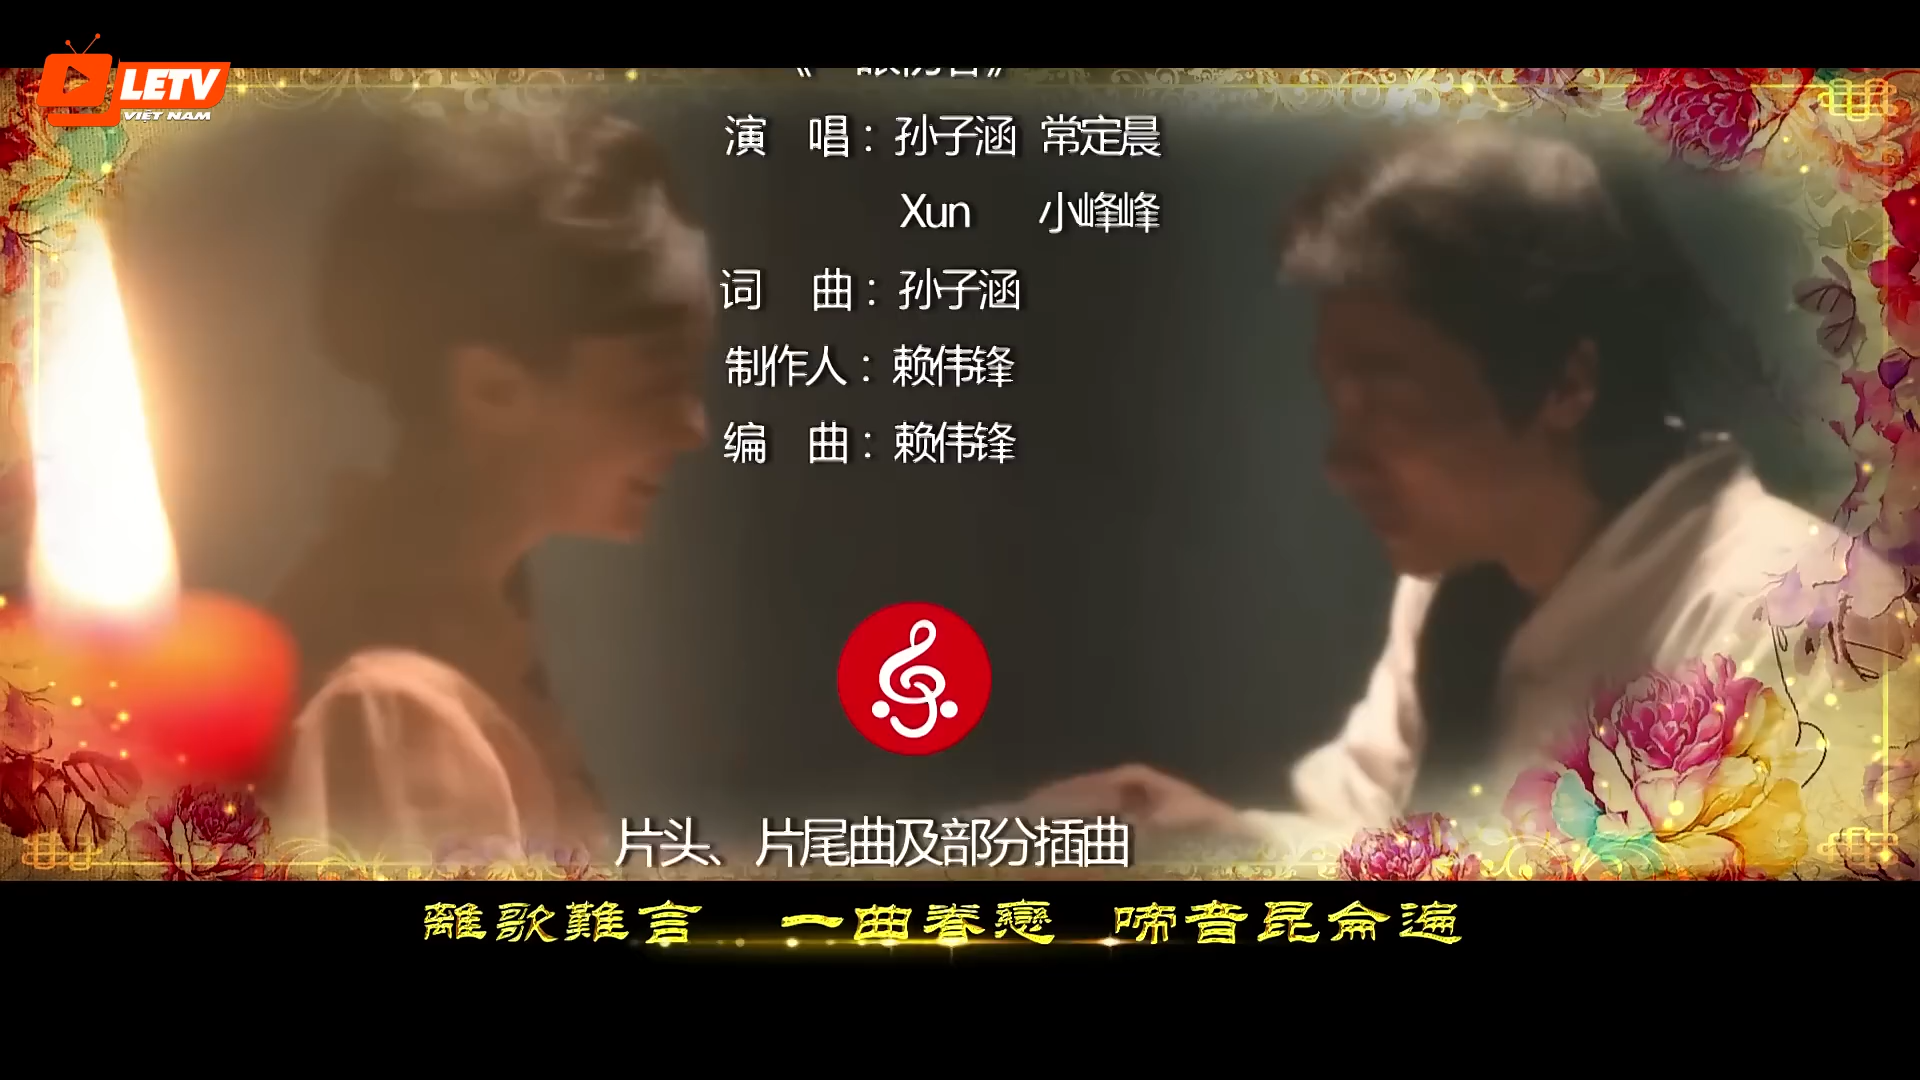 LETV
VIỆT NAM
演 唱：孙子涵 常定晨
Xun 小峰峰
词 曲：孙子涵
制作人：赖伟锋
编 曲：赖伟锋
片头、片尾曲及部分插曲
離歌難言 一曲眷戀 啼音昆侖遍